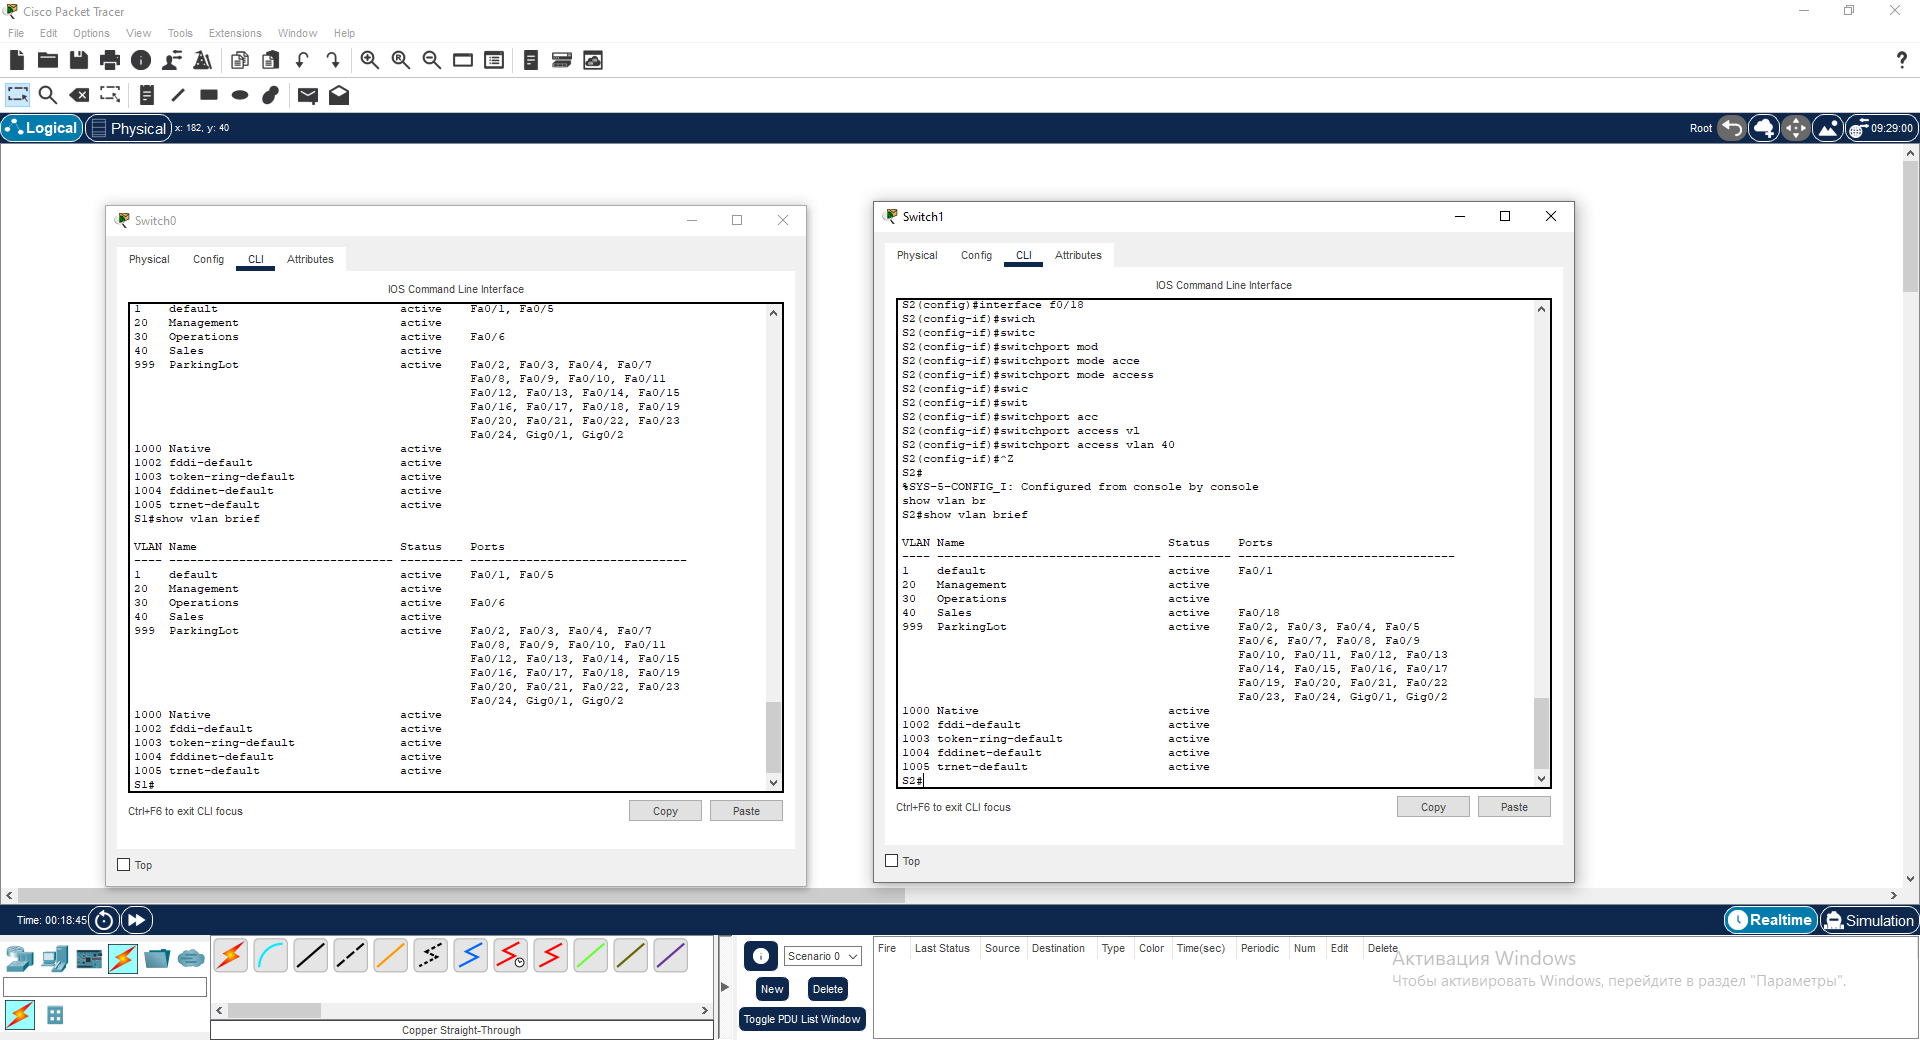 Cisco Packet Tracer
File Edit Options View Tools Extensions Window Help
Logical Physical x: 182, y: 40 Root 09:29:00
Switch0
Physical Config CLI Attributes
IOS Command Line Interface
1    default                          active    Fa0/1, Fa0/5
20   Management                       active
30   Operations                       active    Fa0/6
40   Sales                            active
999  ParkingLot                       active    Fa0/2, Fa0/3, Fa0/4, Fa0/7
                                                Fa0/8, Fa0/9, Fa0/10, Fa0/11
                                                Fa0/12, Fa0/13, Fa0/14, Fa0/15
                                                Fa0/16, Fa0/17, Fa0/18, Fa0/19
                                                Fa0/20, Fa0/21, Fa0/22, Fa0/23
                                                Fa0/24, Gig0/1, Gig0/2
1000 Native                           active
1002 fddi-default                     active
1003 token-ring-default               active
1004 fddinet-default                  active
1005 trnet-default                    active
S1#show vlan brief
VLAN Name                             Status    Ports
---- -------------------------------- --------- -------------------------------
1    default                          active    Fa0/1, Fa0/5
20   Management                       active
30   Operations                       active    Fa0/6
40   Sales                            active
999  ParkingLot                       active    Fa0/2, Fa0/3, Fa0/4, Fa0/7
                                                Fa0/8, Fa0/9, Fa0/10, Fa0/11
                                                Fa0/12, Fa0/13, Fa0/14, Fa0/15
                                                Fa0/16, Fa0/17, Fa0/18, Fa0/19
                                                Fa0/20, Fa0/21, Fa0/22, Fa0/23
                                                Fa0/24, Gig0/1, Gig0/2
1000 Native                           active
1002 fddi-default                     active
1003 token-ring-default               active
1004 fddinet-default                  active
1005 trnet-default                    active
S1#
Ctrl+F6 to exit CLI focus
Copy Paste
Top
Switch1
Physical Config CLI Attributes
IOS Command Line Interface
S2(config)#interface f0/18
S2(config-if)#swich
S2(config-if)#switc
S2(config-if)#switchport mod
S2(config-if)#switchport mode acce
S2(config-if)#switchport mode access
S2(config-if)#swic
S2(config-if)#swit
S2(config-if)#switchport acc
S2(config-if)#switchport access vl
S2(config-if)#switchport access vlan 40
S2(config-if)#^Z
S2#
%SYS-5-CONFIG_I: Configured from console by console
show vlan br
S2#show vlan brief
VLAN Name                             Status    Ports
---- -------------------------------- --------- -------------------------------
1    default                          active    Fa0/1
20   Management                       active
30   Operations                       active
40   Sales                            active    Fa0/18
999  ParkingLot                       active    Fa0/2, Fa0/3, Fa0/4, Fa0/5
                                                Fa0/6, Fa0/7, Fa0/8, Fa0/9
                                                Fa0/10, Fa0/11, Fa0/12, Fa0/13
                                                Fa0/14, Fa0/15, Fa0/16, Fa0/17
                                                Fa0/19, Fa0/20, Fa0/21, Fa0/22
                                                Fa0/23, Fa0/24, Gig0/1, Gig0/2
1000 Native                           active
1002 fddi-default                     active
1003 token-ring-default               active
1004 fddinet-default                  active
1005 trnet-default                    active
S2#
Ctrl+F6 to exit CLI focus
Copy Paste
Top
Time: 00:18:45 Realtime Simulation
Copper Straight-Through
Scenario 0
New Delete
Toggle PDU List Window
Fire Last Status Source Destination Type Color Time(sec) Periodic Num Edit Delete
Активация Windows
Чтобы активировать Windows, перейдите в раздел "Параметры".